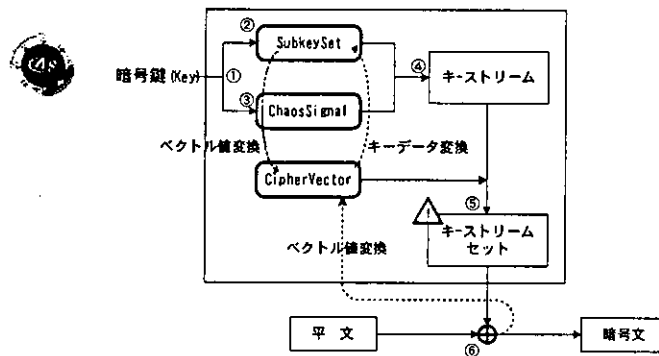 ②
SubkeySet
暗号鍵(Key)
①
④
キーストリーム
③
ChaosSignal
ベクトル値変換
キーデータ変換
CipherVector
⑤
!
キーストリーム
セット
ベクトル値変換
平 文
⑥
暗号文